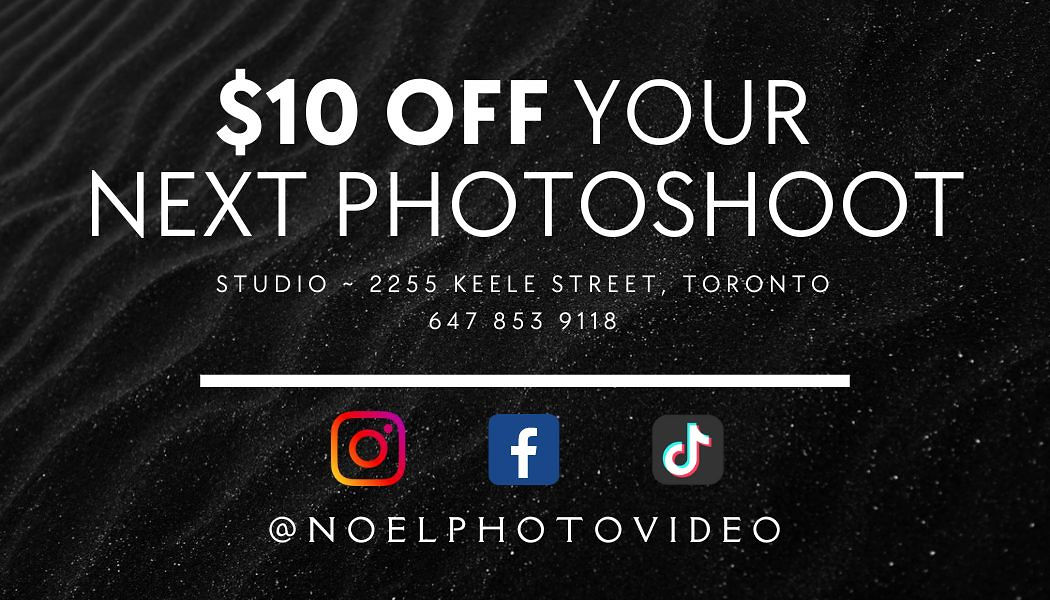 $10 OFF YOUR
NEXT PHOTOSHOOT
STUDIO ~ 2255 KEELE STREET, TORONTO
647 853 9118
@NOELPHOTOVIDEO